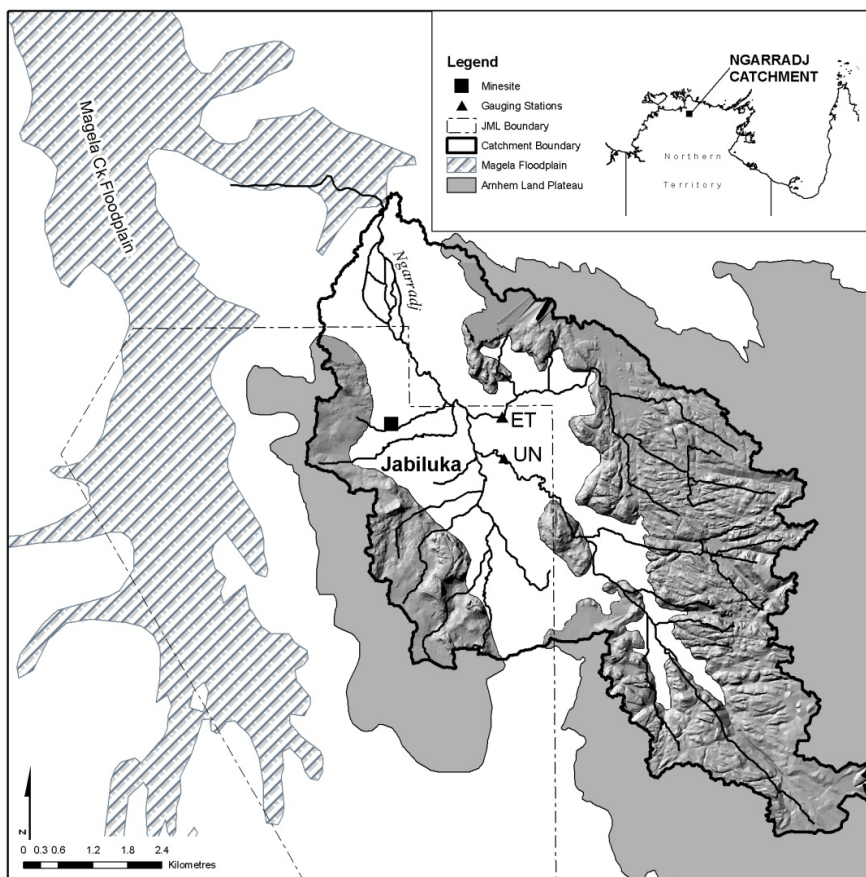 Legend
Minesite
Gauging Stations
JML Boundary
Catchment Boundary
Magela Floodplain
Arnhem Land Plateau
NGARRADJ
CATCHMENT
Northern
Territory
Magela Ck Floodplain
Ngarradj
ET
UN
Jabiluka
N
0 0.3 0.6 1.2 1.8 2.4
Kilometres